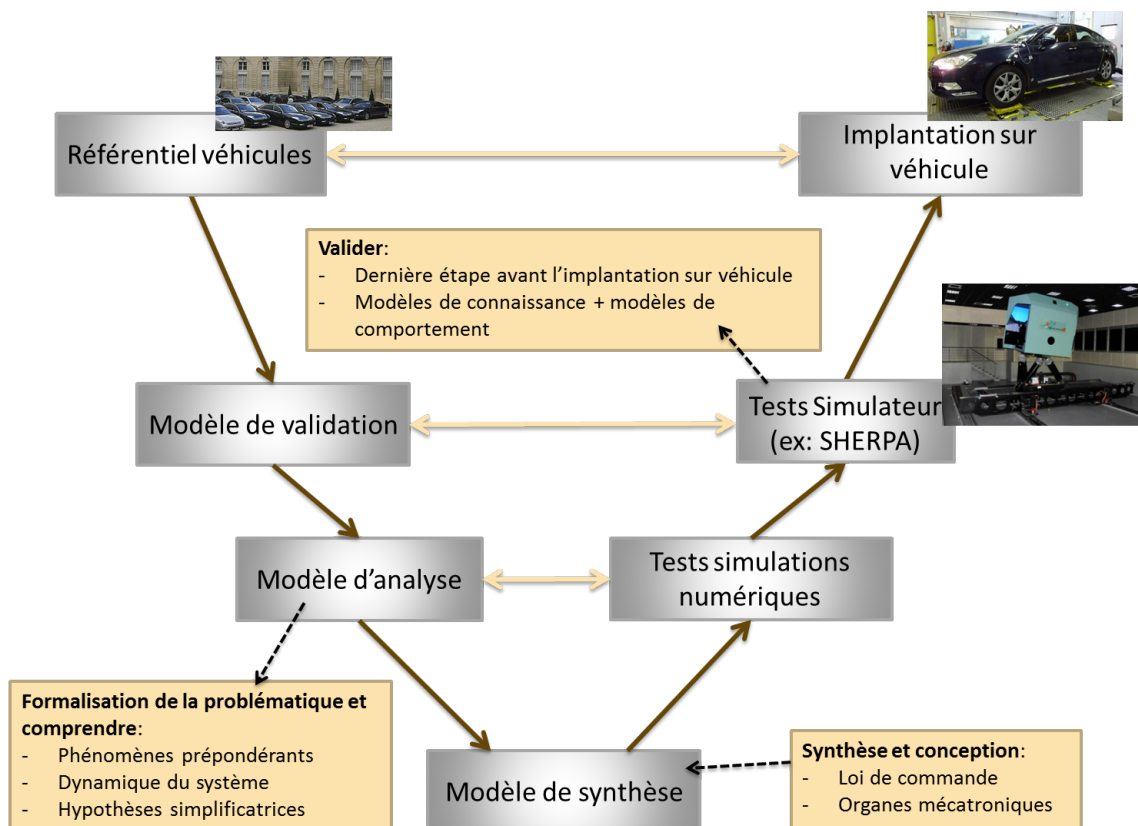 Référentiel véhicules
Implantation sur
véhicule
Valider:
- Dernière étape avant l'implantation sur véhicule
- Modèles de connaissance + modèles de
comportement
Modèle de validation
Tests Simulateur
(ex: SHERPA)
Modèle d'analyse
Tests simulations
numériques
Formalisation de la problématique et
comprendre:
- Phénomènes prépondérants
- Dynamique du système
- Hypothèses simplificatrices
Modèle de synthèse
Synthèse et conception:
- Loi de commande
- Organes mécatroniques